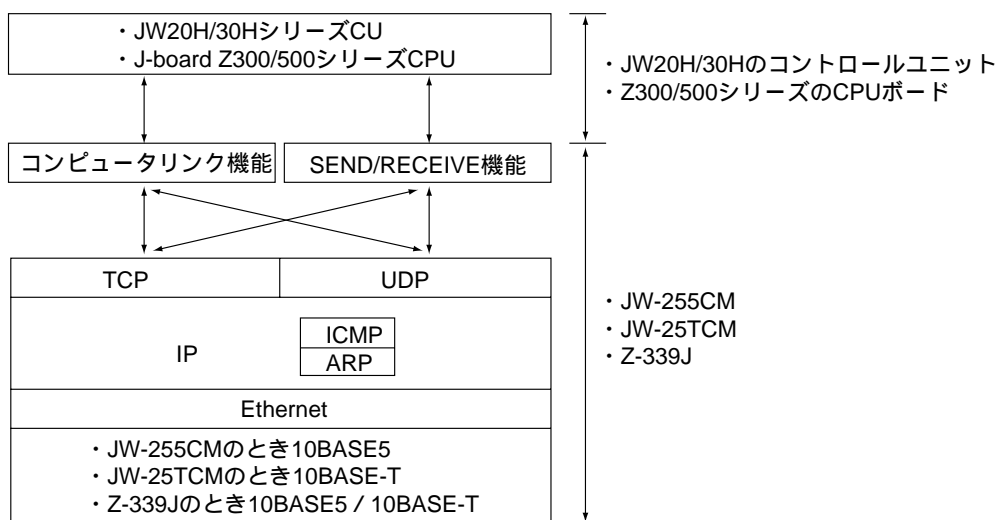 ・JW20H/30HシリーズCU
・J-board Z300/500シリーズCPU
・JW20H/30Hのコントロールユニット
・Z300/500シリーズのCPUボード
コンピュータリンク機能
SEND/RECEIVE機能
TCP
UDP
IP
ICMP
ARP
Ethernet
・JW-255CMのとき10BASE5
・JW-25TCMのとき10BASE-T
・Z-339Jのとき10BASE5 / 10BASE-T
・JW-255CM
・JW-25TCM
・Z-339J